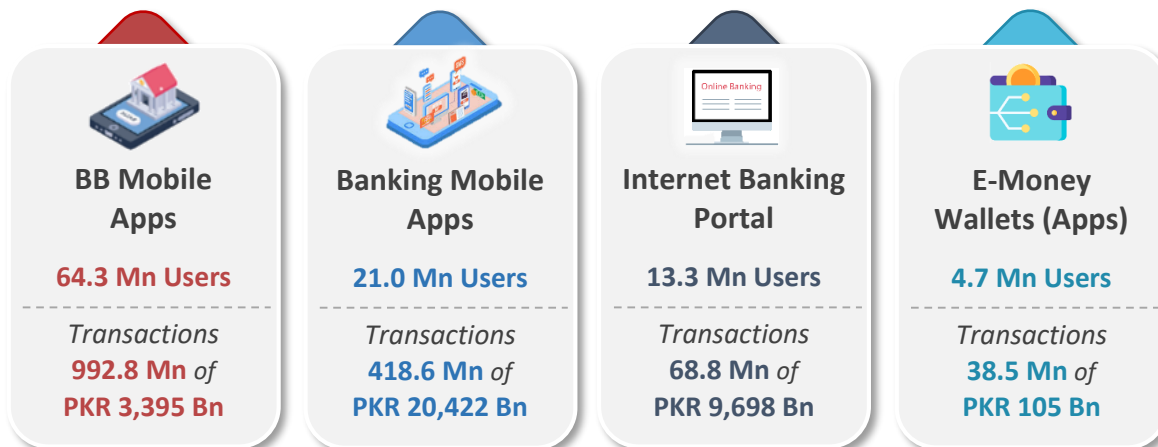 Online Banking
BB Mobile
Apps
64.3 Mn Users
Transactions
992.8 Mn of
PKR 3,395 Bn
Banking Mobile
Apps
21.0 Mn Users
Transactions
418.6 Mn of
PKR 20,422 Bn
Internet Banking
Portal
13.3 Mn Users
Transactions
68.8 Mn of
PKR 9,698 Bn
E-Money
Wallets (Apps)
4.7 Mn Users
Transactions
38.5 Mn of
PKR 105 Bn